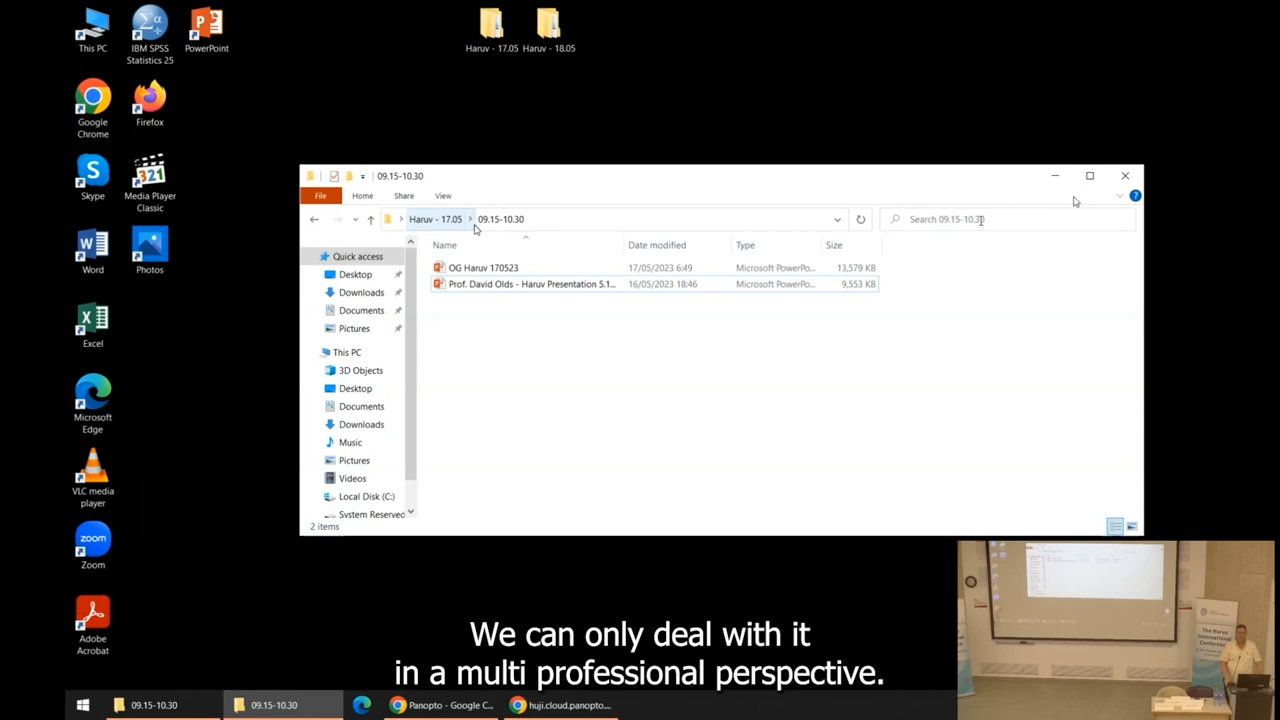 This PC
IBM SPSS
Statistics 25
PowerPoint
Haruv - 17.05
Haruv - 18.05
Google
Chrome
Firefox
Skype
Media Player
Classic
Word
Photos
Excel
Microsoft
Edge
VLC media
player
zoom
Zoom
Adobe
Acrobat
09.15-10.30
File
Home
Share
View
Haruv - 17.05
09.15-10.30
Search 09.15-10.30
Name
Date modified
Type
Size
OG Haruv 170523
17/05/2023 6:49
Microsoft PowerPo...
13,579 KB
Prof. David Olds - Haruv Presentation 5.1...
16/05/2023 18:46
Microsoft PowerPo...
9,553 KB
Quick access
Desktop
Downloads
Documents
Pictures
This PC
3D Objects
Desktop
Documents
Downloads
Music
Pictures
Videos
Local Disk (C:)
System Reserved
2 items
The Haruv
International
Conference
We can only deal with it
in a multi professional perspective.
09.15-10.30
09.15-10.30
Panopto - Google C...
huji.cloud.panopto....